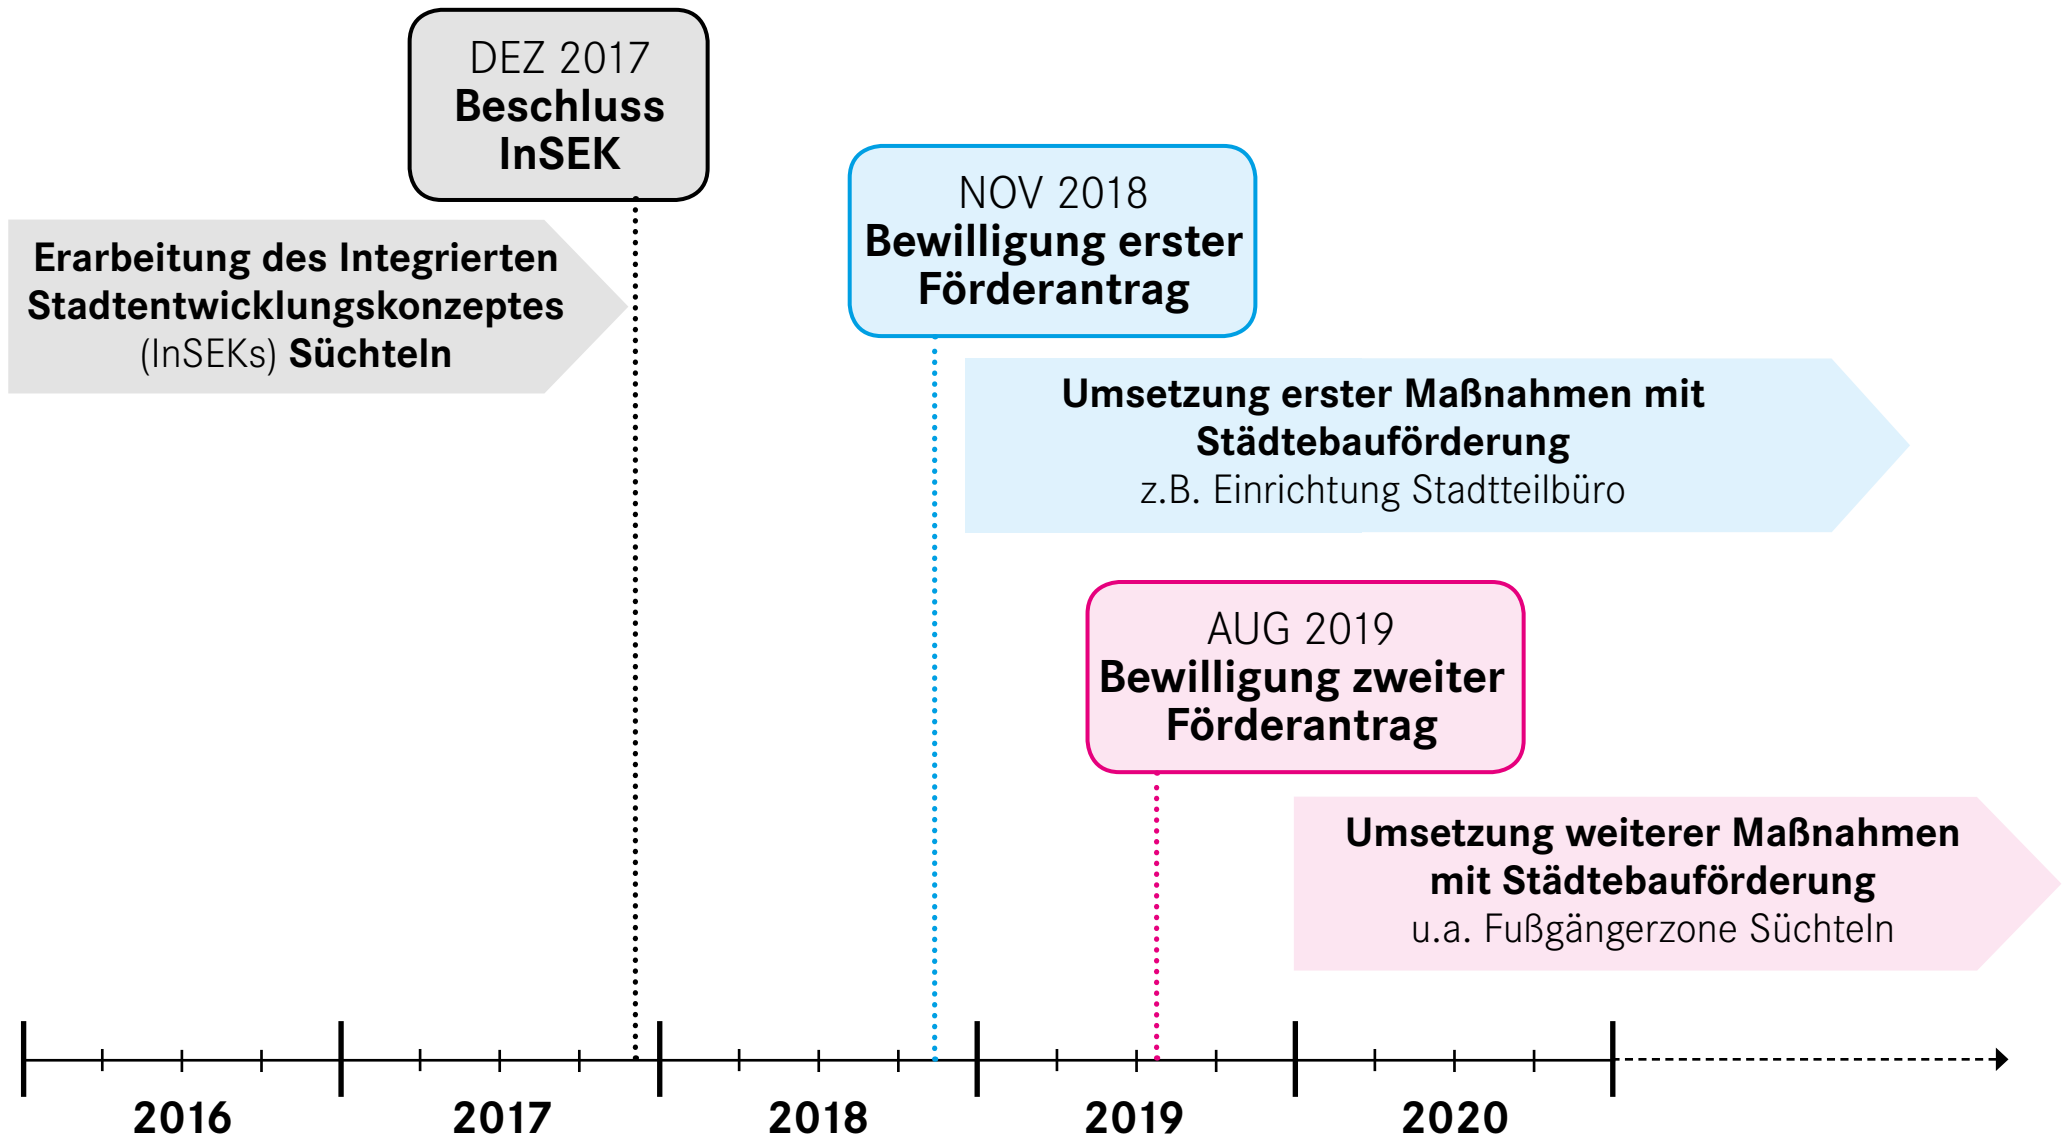 DEZ 2017
Beschluss
InSEK
Erarbeitung des Integrierten
Stadtentwicklungskonzeptes
(InSEKs) Süchteln
NOV 2018
Bewilligung erster
Förderantrag
Umsetzung erster Maßnahmen mit
Städtebauförderung
z.B. Einrichtung Stadtteilbüro
AUG 2019
Bewilligung zweiter
Förderantrag
Umsetzung weiterer Maßnahmen
mit Städtebauförderung
u.a. Fußgängerzone Süchteln
2016 2017 2018 2019 2020